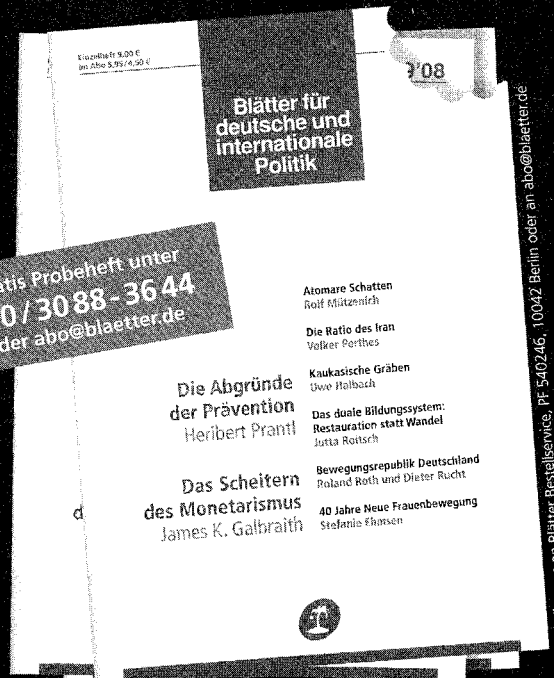 Einzelheft 9,00 €
im Abo 5,95/4,50 €
9'08
Blätter für
deutsche und
internationale
Politik
atis Probeheft unter
0/3088-3644
der abo@blaetter.de
Atomare Schatten
Rolf Mützenich
Die Ratio des Iran
Volker Perthes
Kaukasische Gräben
Uwe Halbach
Das duale Bildungssystem:
Restauration statt Wandel
Jutta Roitsch
Bewegungsrepublik Deutschland
Roland Roth und Dieter Rucht
40 Jahre Neue Frauenbewegung
Stefanie Ehmsen
Die Abgründe
der Prävention
Heribert Prantl
Das Scheitern
des Monetarismus
James K. Galbraith
d
Blätter Bestellservice, PF 540246, 10042 Berlin oder an abo@blaetter.de